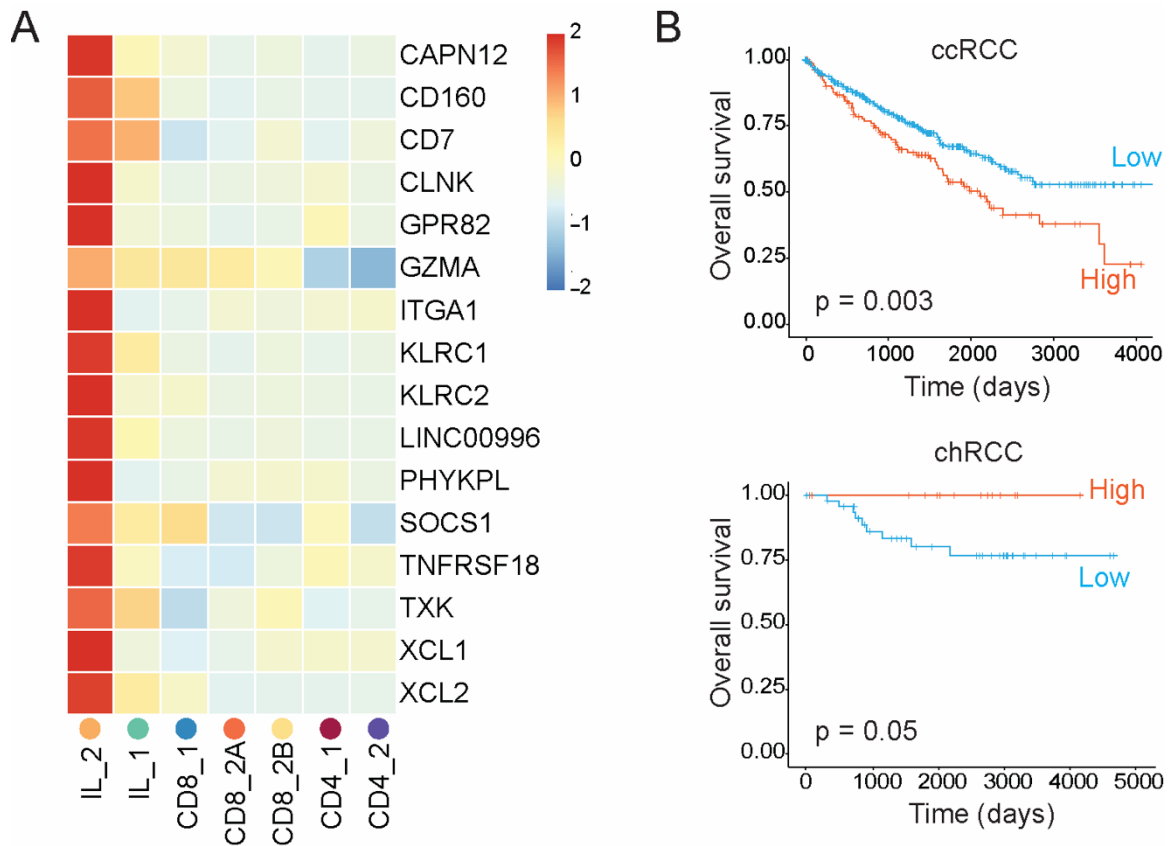 A
CAPN12
CD160
CD7
CLNK
GPR82
GZMA
ITGA1
KLRC1
KLRC2
LINC00996
PHYKPL
SOCS1
TNFRSF18
TXK
XCL1
XCL2
2
1
0
−1
−2
IL_2
IL_1
CD8_1
CD8_2A
CD8_2B
CD4_1
CD4_2
B
ccRCC
Overall survival
1.00
0.75
0.50
0.25
0.00
Low
High
p = 0.003
0 1000 2000 3000 4000
Time (days)
chRCC
Overall survival
1.00
0.75
0.50
0.25
0.00
High
Low
p = 0.05
0 1000 2000 3000 4000 5000
Time (days)